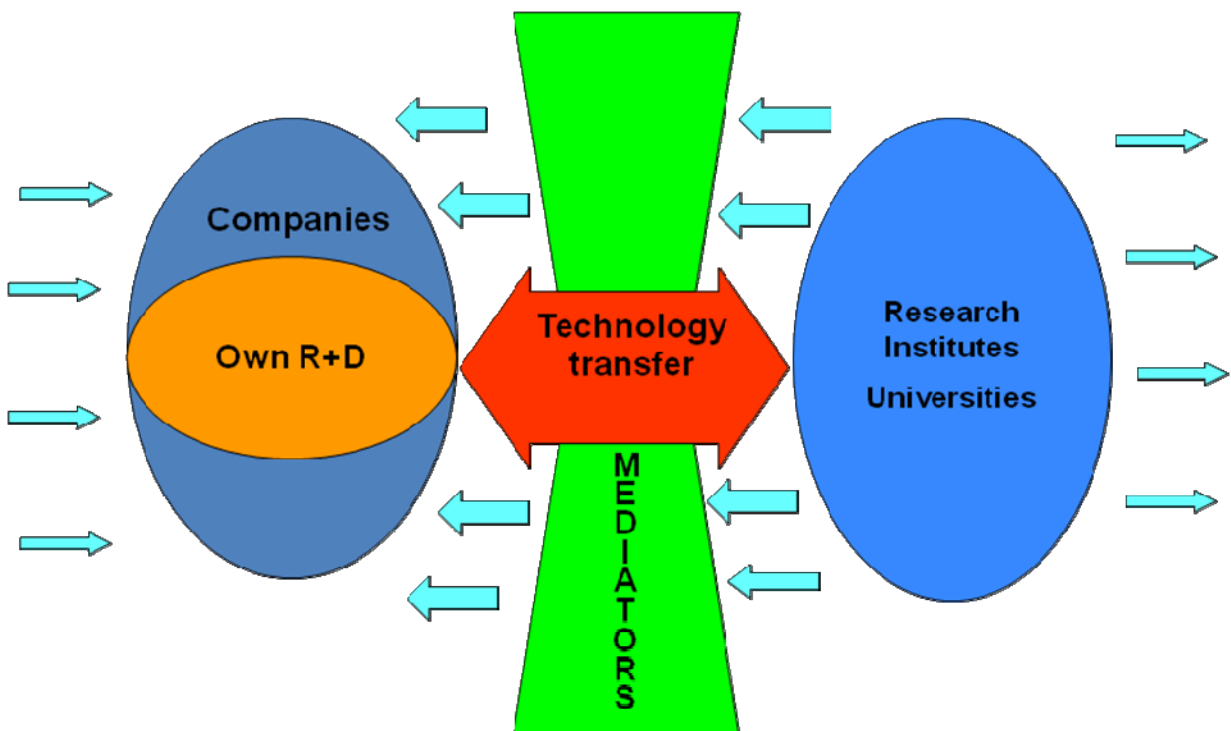 Companies
Own R+D
Technology
transfer
MEDIATORS
Research
Institutes
Universities